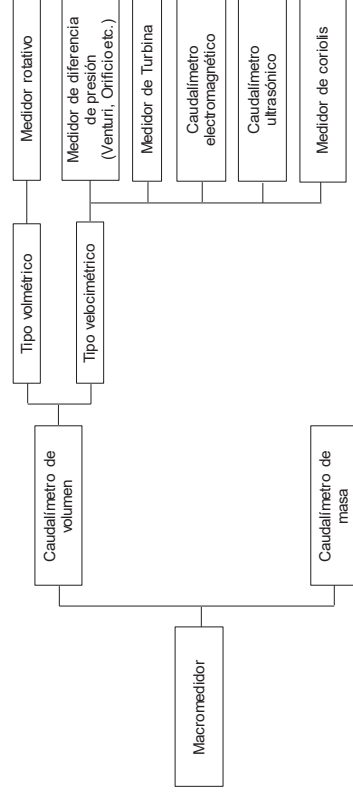 Macromedidor
Caudalímetro de
volumen
Caudalímetro de
masa
Tipo volmétrico
Tipo velocimétrico
Medidor rotativo
Medidor de diferencia
de presión
(Venturi, Orificio etc.)
Medidor de Turbina
Caudalímetro
electromagnético
Caudalímetro
ultrasónico
Medidor de coriolis